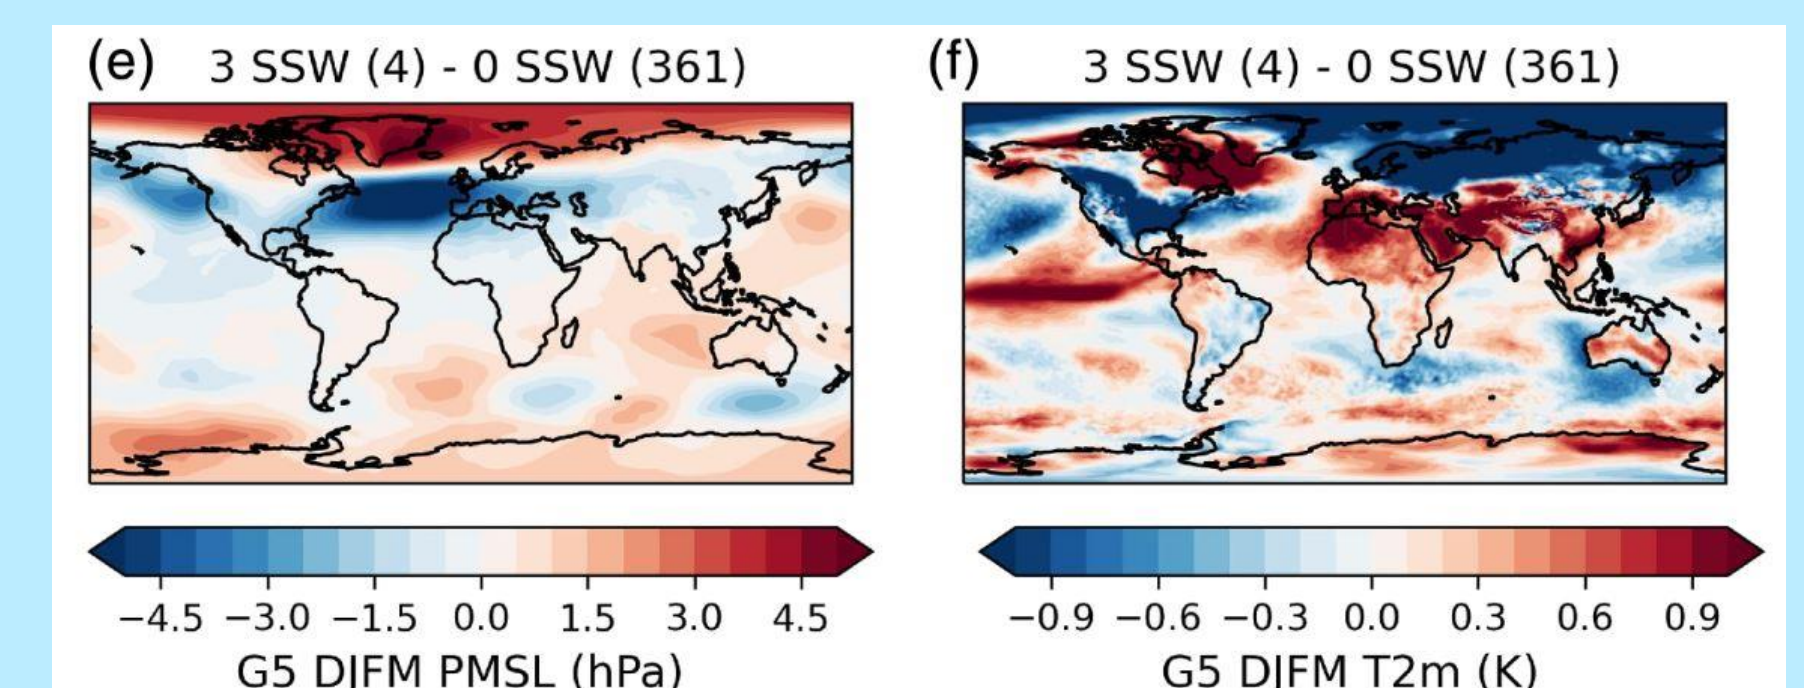 (e) 3 SSW (4) - 0 SSW (361)
(f) 3 SSW (4) - 0 SSW (361)
−4.5 −3.0 −1.5 0.0 1.5 3.0 4.5
−0.9 −0.6 −0.3 0.0 0.3 0.6 0.9
G5 DJFM PMSL (hPa)
G5 DJFM T2m (K)